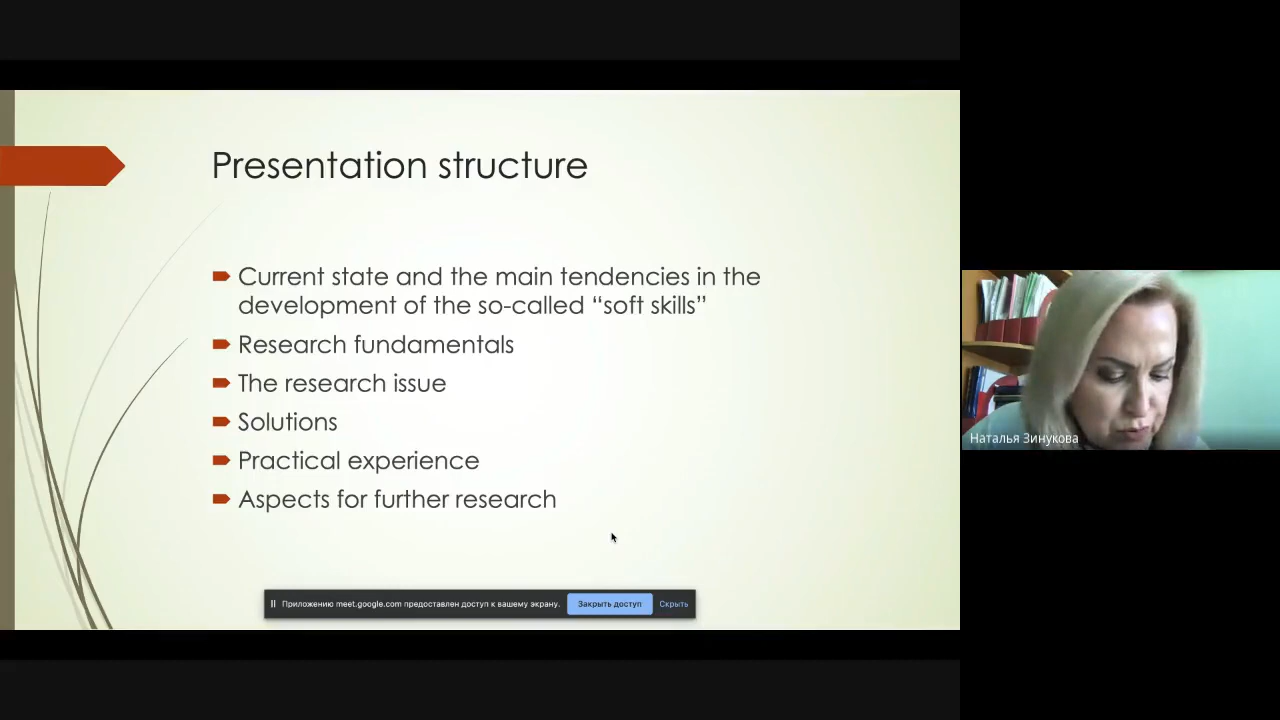 Presentation structure
Current state and the main tendencies in the
development of the so-called “soft skills”
Research fundamentals
The research issue
Solutions
Practical experience
Aspects for further research
Приложению meet.google.com предоставлен доступ к вашему экрану.
Закрыть доступ
Скрыть
Наталья Зинукова